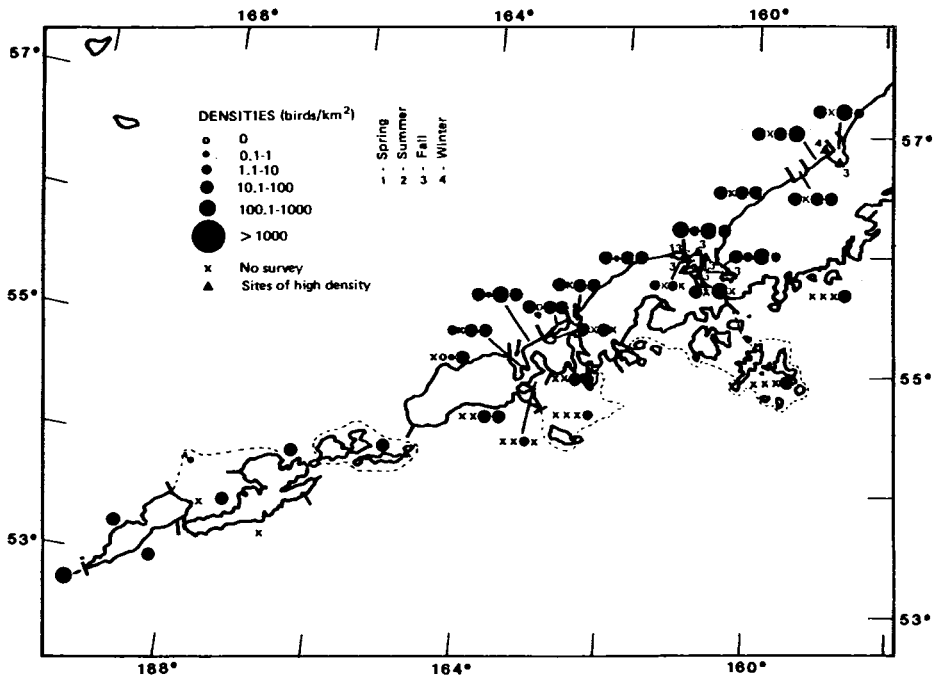 168° 164° 160°
57°
DENSITIES (birds/km²)
0
0.1-1
1.1-10
10.1-100
100.1-1000
> 1000
x No survey
Sites of high density
1 - Spring
2 - Summer
3 - Fall
4 - Winter
57°
55°
55°
53°
53°
168° 164° 162° 160°